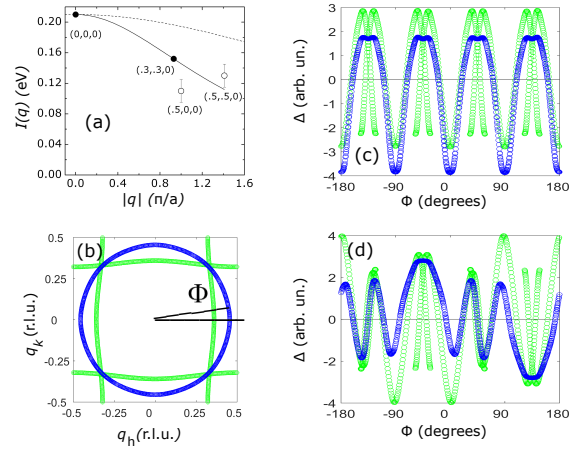 0.20
0.16
0.12
0.08
0.04
0.00
I(q) (eV)
(0,0,0)
(.3,.3,0)
(.5,0,0)
(.5,.5,0)
(a)
0.0 0.4 0.8 1.2 1.6
|q| (π/a)
3
2
1
0
-1
-2
-3
-4
Δ (arb. un.)
(c)
-180 -90 0 90 180
Φ (degrees)
0.5
0.25
0
-0.25
-0.5
qk(r.l.u.)
(b)
Φ
-0.5 -0.25 0 0.25 0.5
qh(r.l.u.)
4
2
0
-2
-4
Δ (arb. un.)
(d)
-180 -90 0 90 180
Φ (degrees)